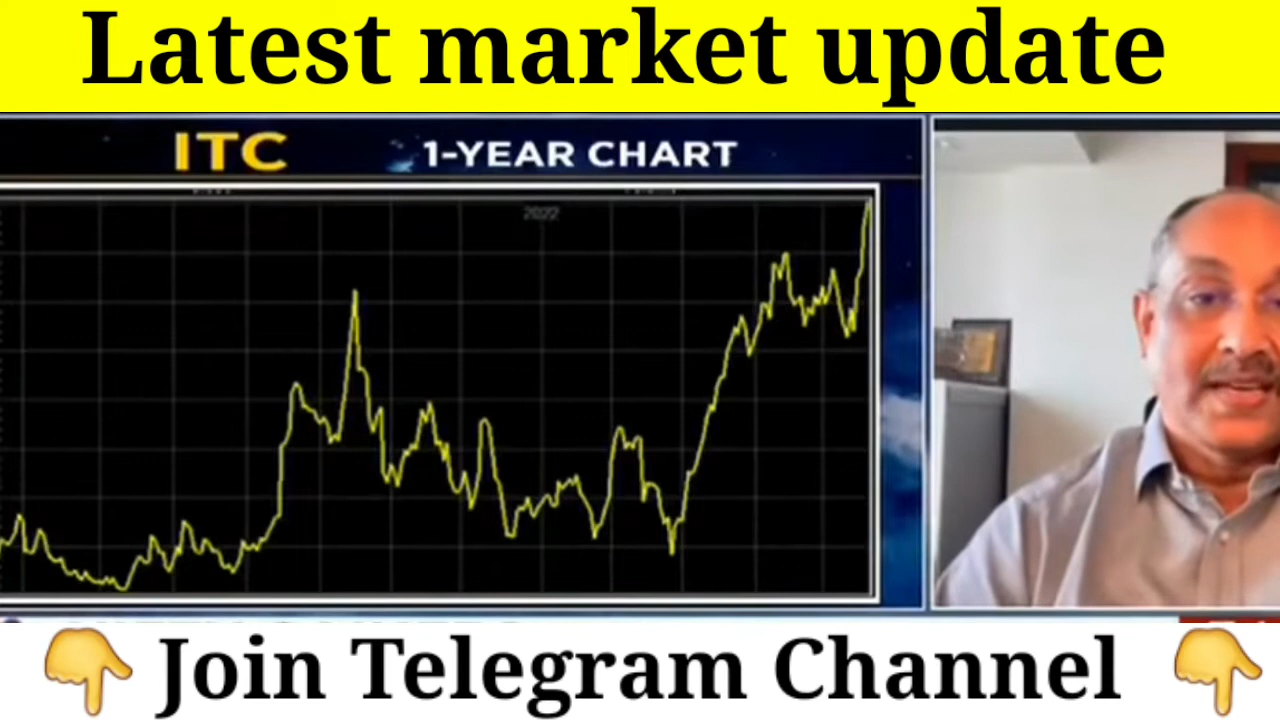 Latest market update
ITC 1-YEAR CHART
2022
Join Telegram Channel